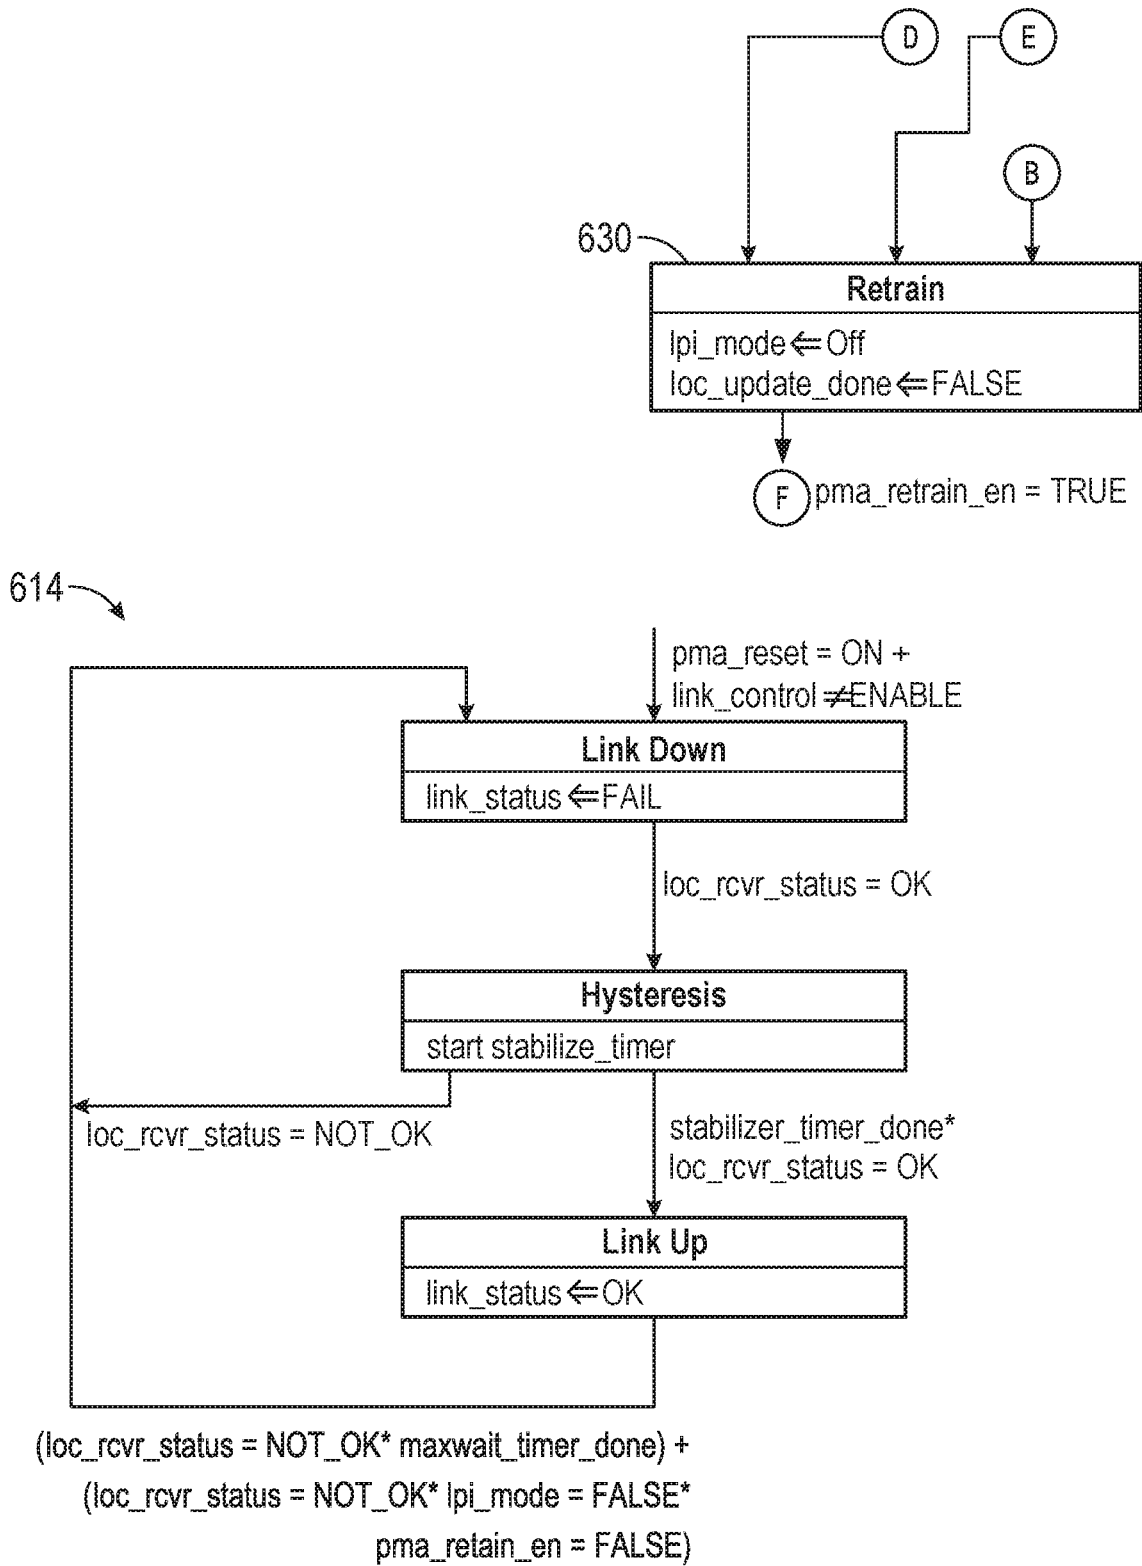 D
E
B
630
Retrain
lpi_mode⇐Off
loc_update_done⇐FALSE
F
pma_retrain_en = TRUE
614
pma_reset = ON +
link_control ≠ENABLE
Link Down
link_status⇐FAIL
loc_rcvr_status = OK
Hysteresis
start stabilize_timer
loc_rcvr_status = NOT_OK
stabilizer_timer_done*
loc_rcvr_status = OK
Link Up
link_status⇐OK
(loc_rcvr_status = NOT_OK* maxwait_timer_done) +
(loc_rcvr_status = NOT_OK* lpi_mode = FALSE*
pma_retain_en = FALSE)